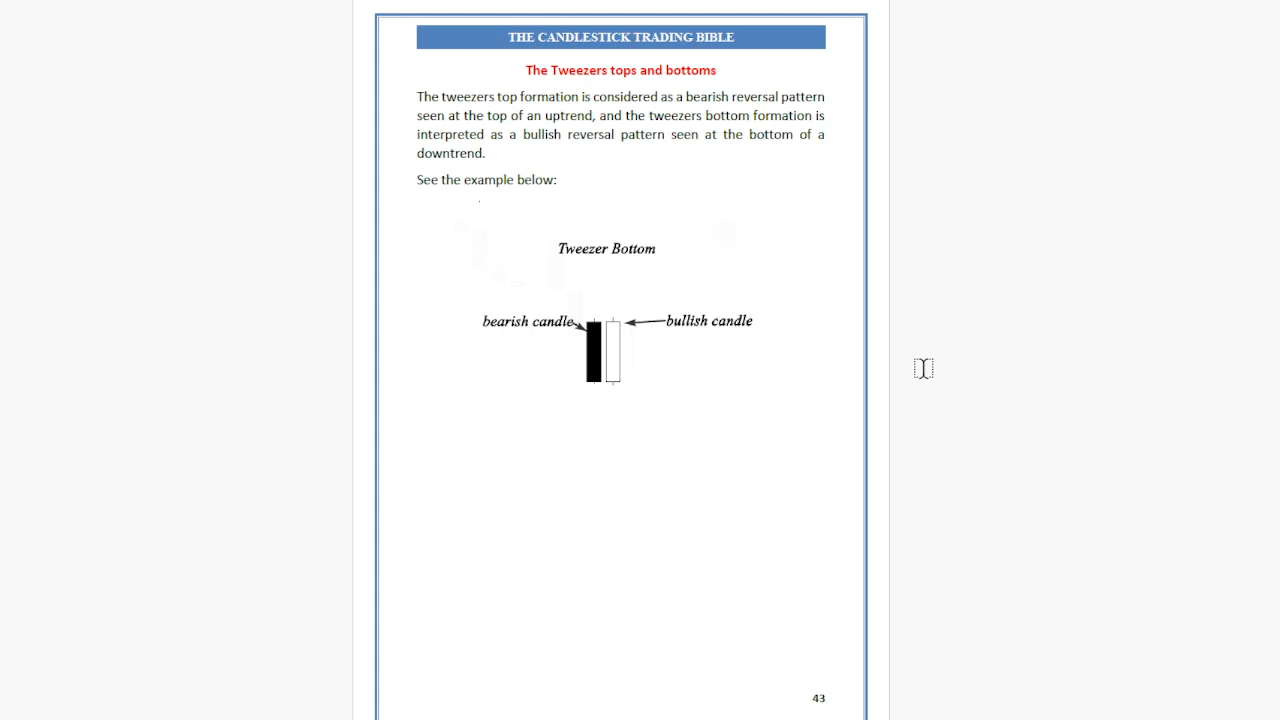 THE CANDLESTICK TRADING BIBLE
The Tweezers tops and bottoms
The tweezers top formation is considered as a bearish reversal pattern
seen at the top of an uptrend, and the tweezers bottom formation is
interpreted as a bullish reversal pattern seen at the bottom of a
downtrend.
See the example below:
Tweezer Bottom
bearish candle
bullish candle
43